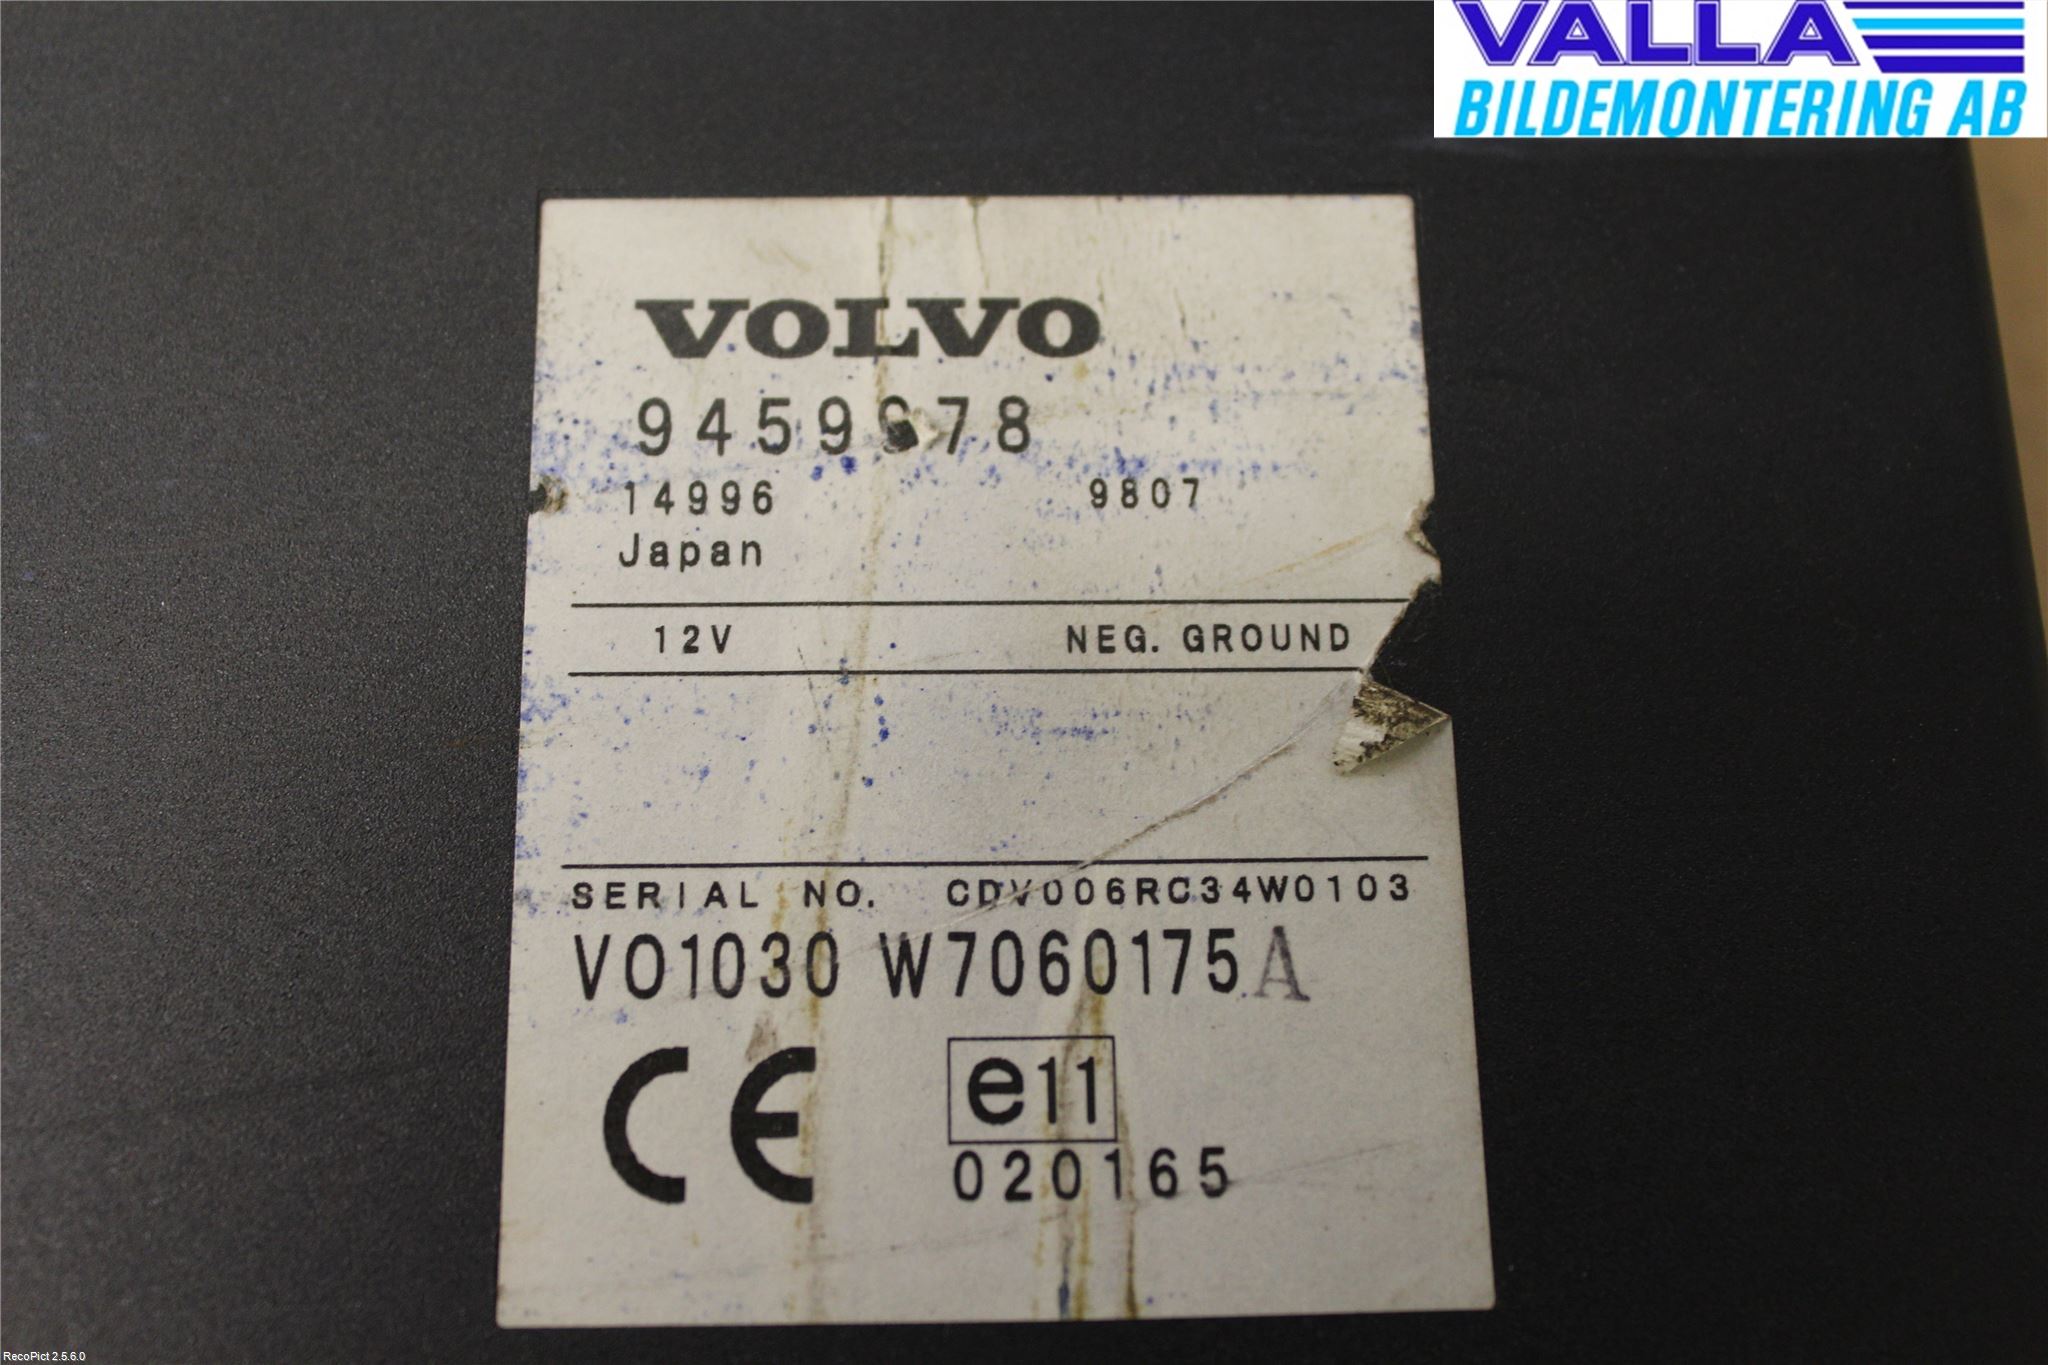 VALLA
BILDEMONTERING AB
VOLVO
14996 9807
Japan
12V NEG. GROUND
SERIAL NO. CDV006RC34W0103
VO1030 W7060175A
CE
e11
020165
RecoPict 2.5.6.0